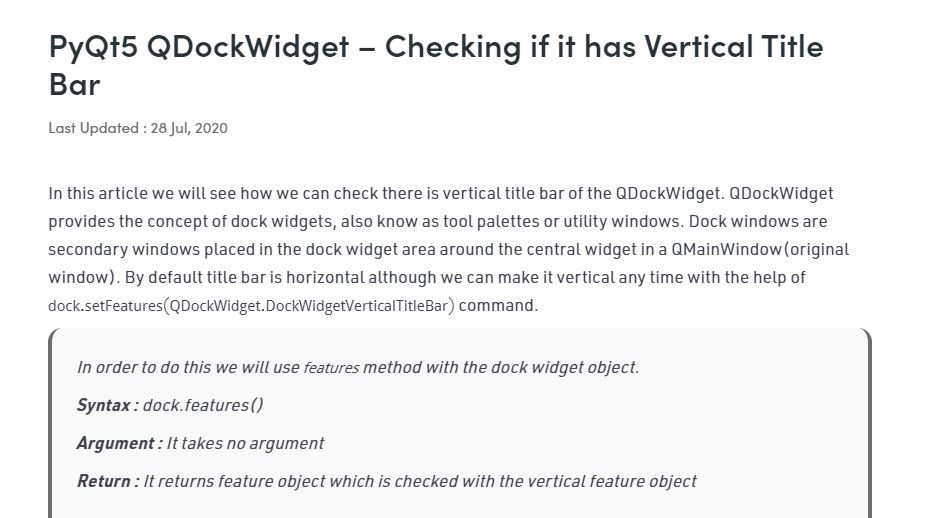 PyQt5 QDockWidget – Checking if it has Vertical Title
Bar
Last Updated : 28 Jul, 2020
In this article we will see how we can check there is vertical title bar of the QDockWidget. QDockWidget
provides the concept of dock widgets, also know as tool palettes or utility windows. Dock windows are
secondary windows placed in the dock widget area around the central widget in a QMainWindow(original
window). By default title bar is horizontal although we can make it vertical any time with the help of
dock.setFeatures(QDockWidget.DockWidgetVerticalTitleBar) command.
In order to do this we will use features method with the dock widget object.
Syntax : dock.features()
Argument : It takes no argument
Return : It returns feature object which is checked with the vertical feature object